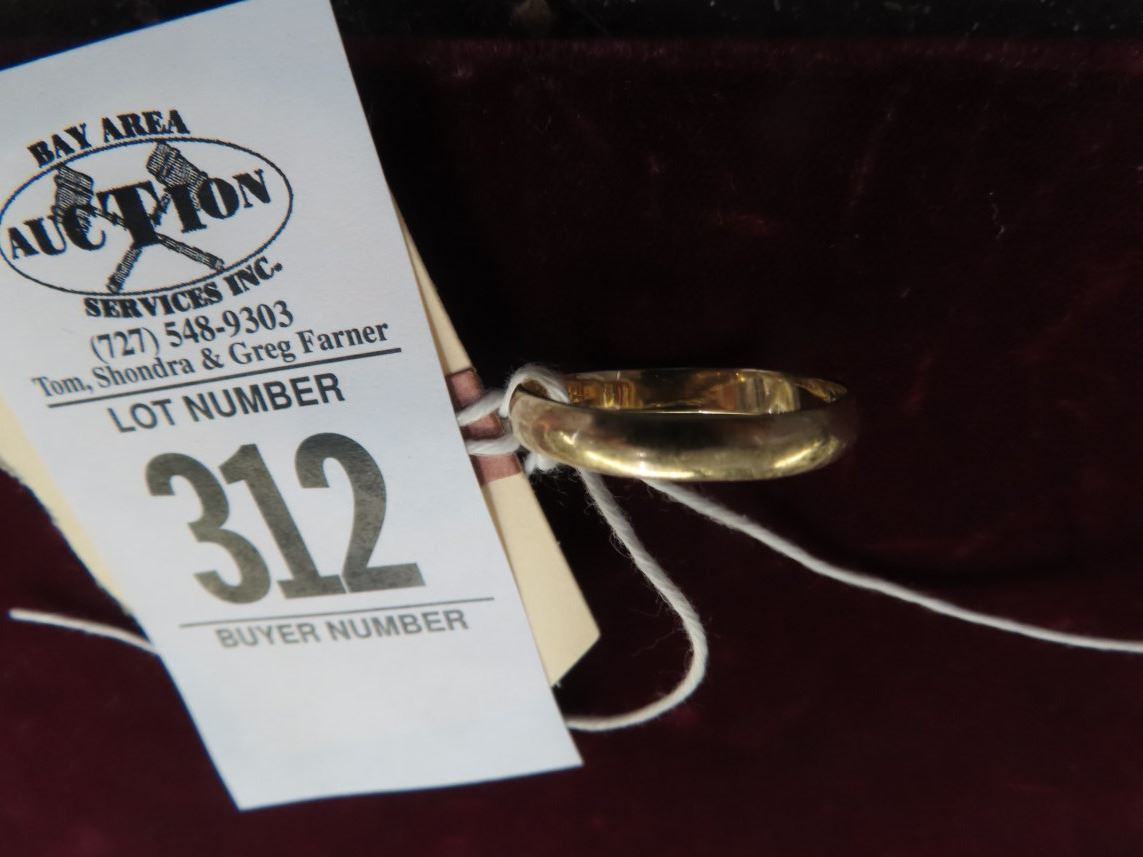 BAY AREA
AUCTION
SERVICES INC.
(727) 548-9303
Tom, Shondra & Greg Farner
LOT NUMBER
312
BUYER NUMBER